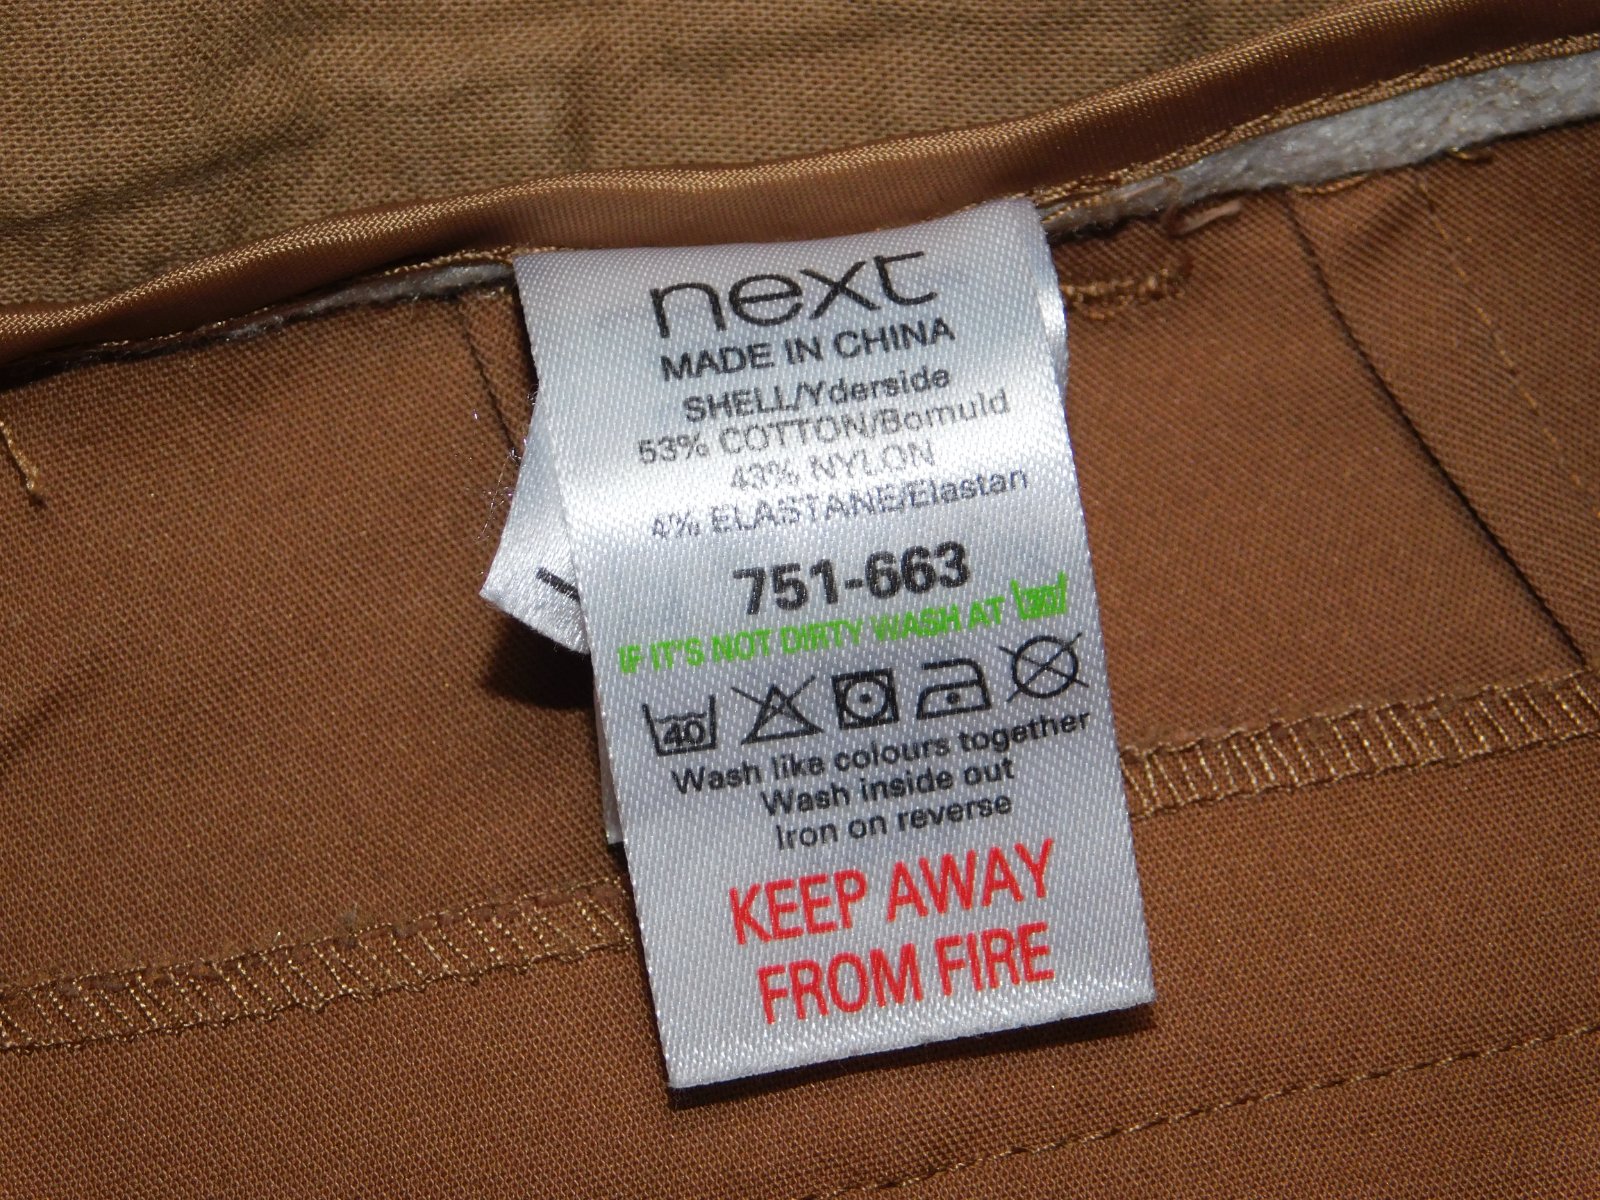 next
MADE IN CHINA
SHELL/Yderside
53% COTTON/Bomuld
43% NYLON
4% ELASTANE/Elastan
751-663
IF IT'S NOT DIRTY WASH AT 30
40
Wash like colours together
Wash inside out
Iron on reverse
KEEP AWAY
FROM FIRE